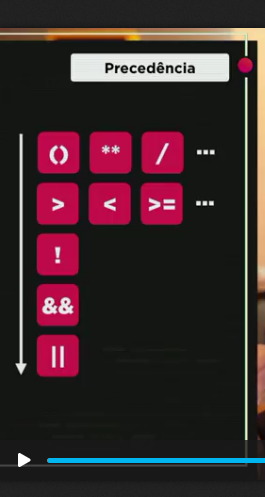 Precedência
() ** / ...
> < >= ...
!
&&
||